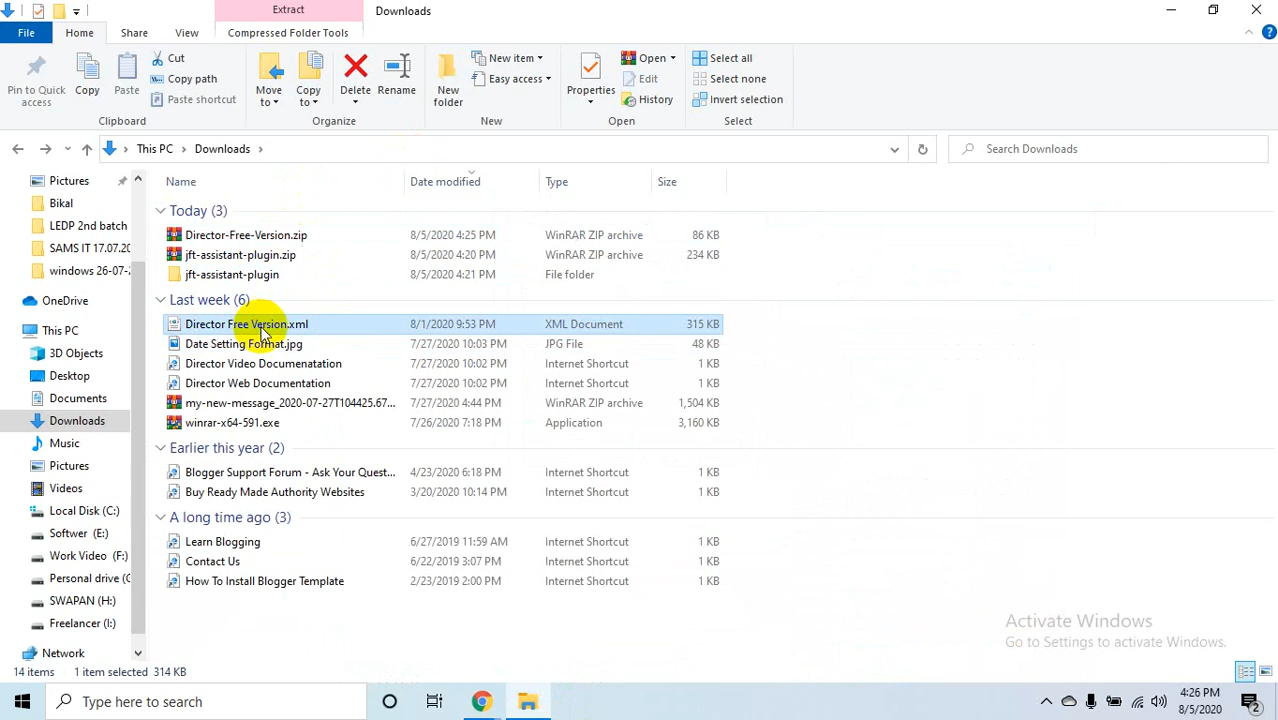 Extract
Downloads
File
Home
Share
View
Compressed Folder Tools
Pin to Quick access
Copy
Paste
Cut
Copy path
Paste shortcut
Clipboard
Move to
Copy to
Delete
Rename
Organize
New folder
New item
Easy access
New
Properties
Open
Edit
History
Open
Select all
Select none
Invert selection
Select
This PC
Downloads
Search Downloads
Pictures
Bikal
LEDP 2nd batch
SAMS IT 17.07.20
windows 26-07-2
OneDrive
This PC
3D Objects
Desktop
Documents
Downloads
Music
Pictures
Videos
Local Disk (C:)
Softwer (E:)
Work Video (F:)
Personal drive (G
SWAPAN (H:)
Freelancer (I:)
Network
Name Date modified Type Size
Today (3)
Director-Free-Version.zip 8/5/2020 4:25 PM WinRAR ZIP archive 86 KB
jft-assistant-plugin.zip 8/5/2020 4:20 PM WinRAR ZIP archive 234 KB
jft-assistant-plugin 8/5/2020 4:21 PM File folder
Last week (6)
Director Free Version.xml 8/1/2020 9:53 PM XML Document 315 KB
Date Setting Format.jpg 7/27/2020 10:03 PM JPG File 48 KB
Director Video Documenatation 7/27/2020 10:02 PM Internet Shortcut 1 KB
Director Web Documentation 7/27/2020 10:02 PM Internet Shortcut 1 KB
my-new-message_2020-07-27T104425.67... 7/27/2020 4:44 PM WinRAR ZIP archive 1,504 KB
winrar-x64-591.exe 7/26/2020 7:18 PM Application 3,160 KB
Earlier this year (2)
Blogger Support Forum - Ask Your Quest... 4/23/2020 6:18 PM Internet Shortcut 1 KB
Buy Ready Made Authority Websites 3/20/2020 10:14 PM Internet Shortcut 1 KB
A long time ago (3)
Learn Blogging 6/27/2019 11:59 AM Internet Shortcut 1 KB
Contact Us 6/22/2019 3:07 PM Internet Shortcut 1 KB
How To Install Blogger Template 2/23/2019 2:00 PM Internet Shortcut 1 KB
Activate Windows
Go to Settings to activate Windows.
14 items 1 item selected 314 KB
Type here to search
4:26 PM
8/5/2020
2